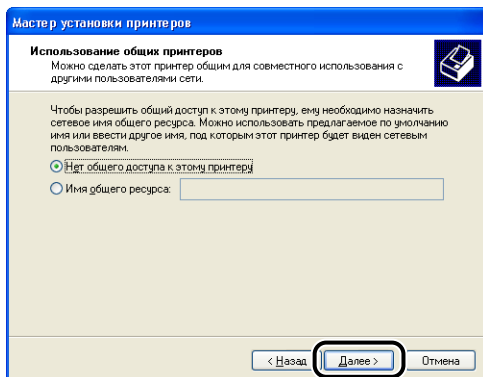 Мастер установки принтеров
Использование общих принтеров
Можно сделать этот принтер общим для совместного использования с
другими пользователями сети.
Чтобы разрешить общий доступ к этому принтеру, ему необходимо назначить
сетевое имя общего ресурса. Можно использовать предлагаемое по умолчанию
имя или ввести другое имя, под которым этот принтер будет виден сетевым
пользователям.
Нет общего доступа к этому принтеру
Имя общего ресурса:
< Назад Далее > Отмена